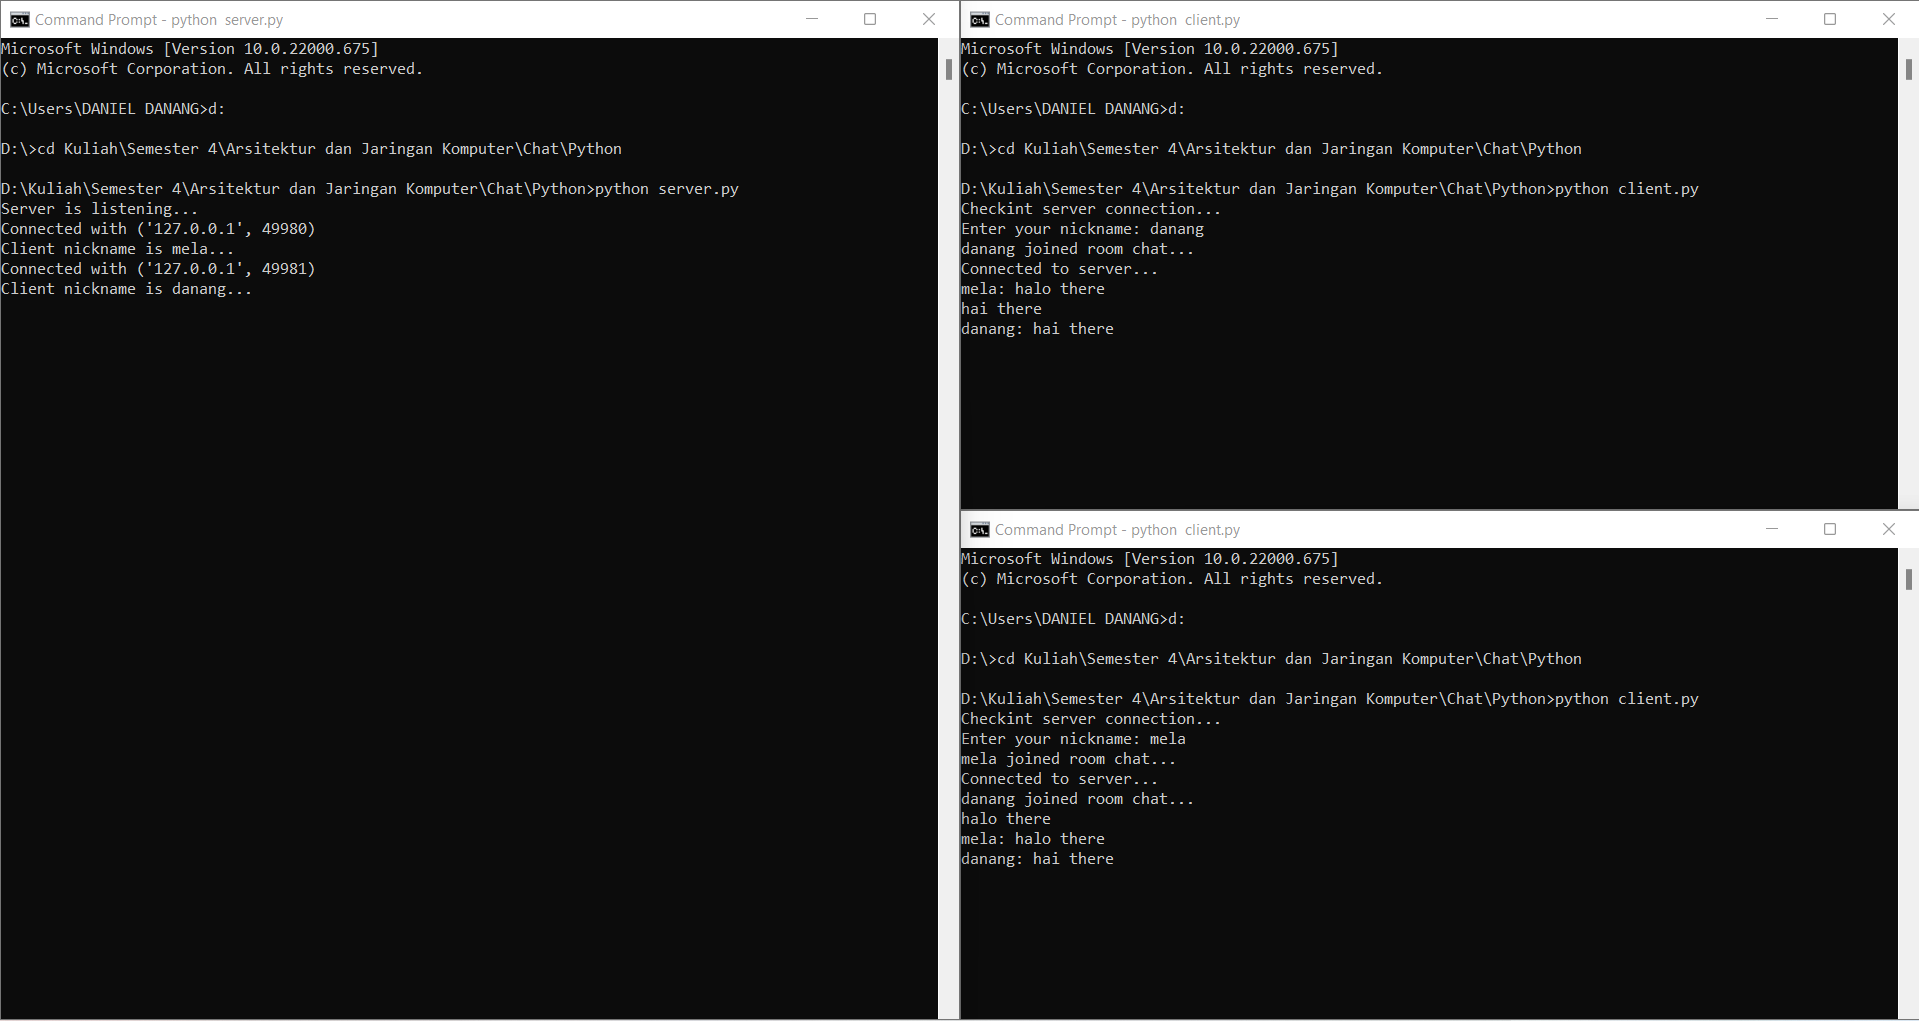 Command Prompt - python  server.py
Microsoft Windows [Version 10.0.22000.675]
(c) Microsoft Corporation. All rights reserved.
C:\Users\DANIEL DANANG>d:
D:\>cd Kuliah\Semester 4\Arsitektur dan Jaringan Komputer\Chat\Python
D:\Kuliah\Semester 4\Arsitektur dan Jaringan Komputer\Chat\Python>python server.py
Server is listening...
Connected with ('127.0.0.1', 49980)
Client nickname is mela...
Connected with ('127.0.0.1', 49981)
Client nickname is danang...
Command Prompt - python  client.py
Microsoft Windows [Version 10.0.22000.675]
(c) Microsoft Corporation. All rights reserved.
C:\Users\DANIEL DANANG>d:
D:\>cd Kuliah\Semester 4\Arsitektur dan Jaringan Komputer\Chat\Python
D:\Kuliah\Semester 4\Arsitektur dan Jaringan Komputer\Chat\Python>python client.py
Checkint server connection...
Enter your nickname: danang
danang joined room chat...
Connected to server...
mela: halo there
hai there
danang: hai there
Command Prompt - python  client.py
Microsoft Windows [Version 10.0.22000.675]
(c) Microsoft Corporation. All rights reserved.
C:\Users\DANIEL DANANG>d:
D:\>cd Kuliah\Semester 4\Arsitektur dan Jaringan Komputer\Chat\Python
D:\Kuliah\Semester 4\Arsitektur dan Jaringan Komputer\Chat\Python>python client.py
Checkint server connection...
Enter your nickname: mela
mela joined room chat...
Connected to server...
danang joined room chat...
halo there
mela: halo there
danang: hai there